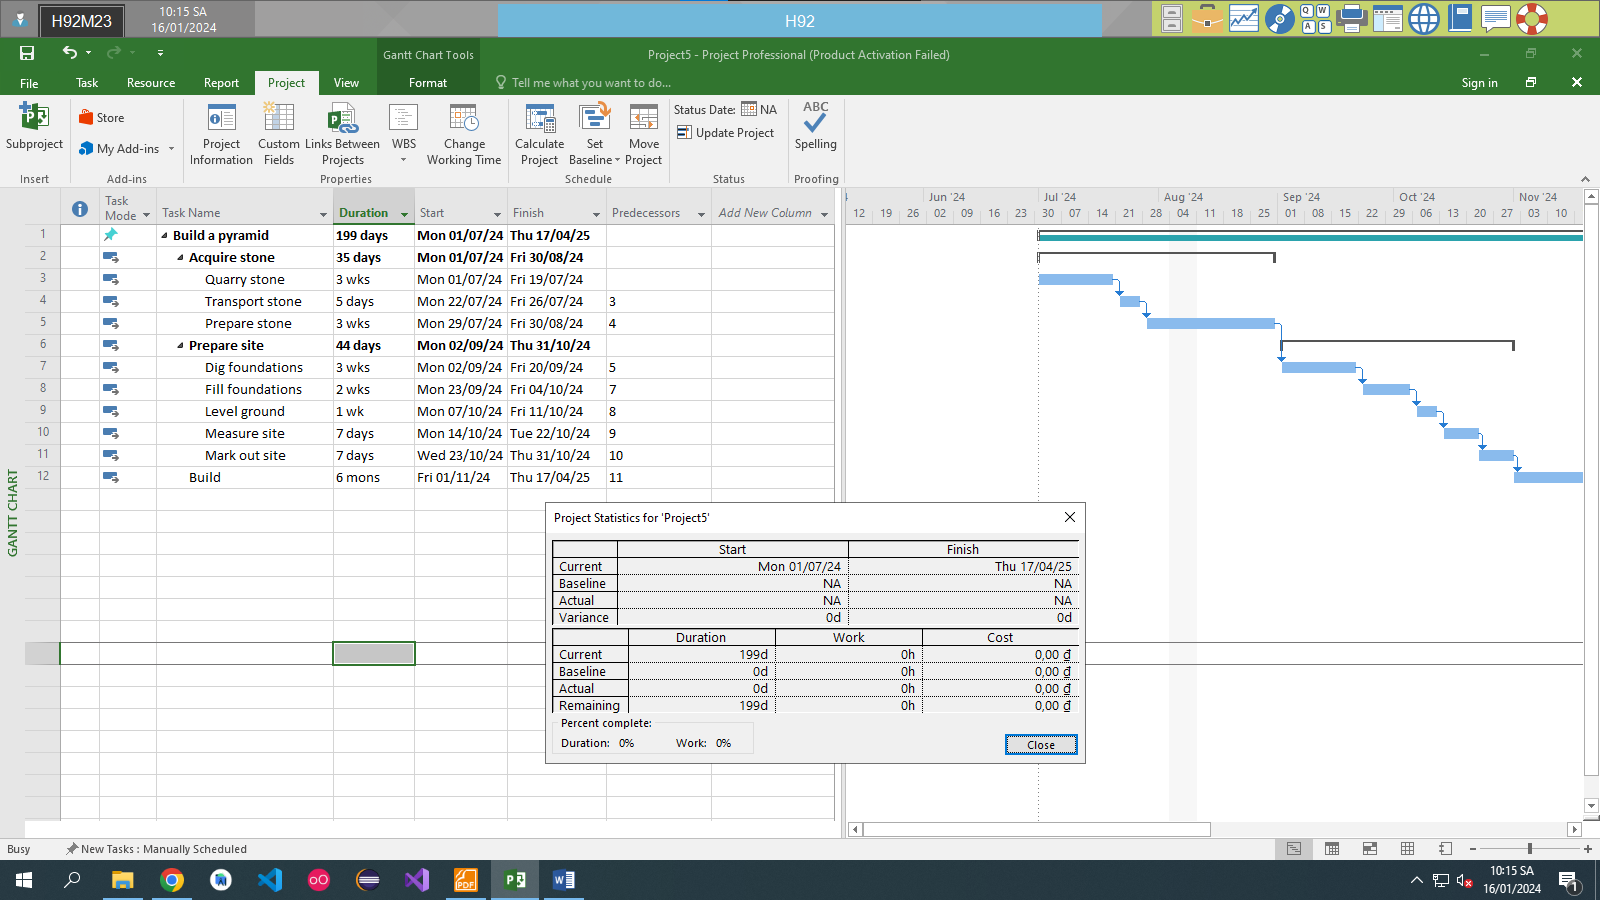 H92M23
10:15 SA
16/01/2024
H92
Q W A S
Gantt Chart Tools
Project5 - Project Professional (Product Activation Failed)
File Task Resource Report Project View Format Tell me what you want to do... Sign in
Subproject
Store
My Add-ins
Project Information
Custom Fields
Links Between Projects
WBS
Change Working Time
Calculate Project
Set Baseline
Move Project
Status Date: NA
Update Project
ABC
Spelling
Insert Add-ins Properties Schedule Status Proofing
Task Mode Task Name Duration Start Finish Predecessors Add New Column
Jun '24 Jul '24 Aug '24 Sep '24 Oct '24 Nov '24
12 19 26 02 09 16 23 30 07 14 21 28 04 11 18 25 01 08 15 22 29 06 13 20 27 03 10
1 Build a pyramid 199 days Mon 01/07/24 Thu 17/04/25
2 Acquire stone 35 days Mon 01/07/24 Fri 30/08/24
3 Quarry stone 3 wks Mon 01/07/24 Fri 19/07/24
4 Transport stone 5 days Mon 22/07/24 Fri 26/07/24 3
5 Prepare stone 3 wks Mon 29/07/24 Fri 30/08/24 4
6 Prepare site 44 days Mon 02/09/24 Thu 31/10/24
7 Dig foundations 3 wks Mon 02/09/24 Fri 20/09/24 5
8 Fill foundations 2 wks Mon 23/09/24 Fri 04/10/24 7
9 Level ground 1 wk Mon 07/10/24 Fri 11/10/24 8
10 Measure site 7 days Mon 14/10/24 Tue 22/10/24 9
11 Mark out site 7 days Wed 23/10/24 Thu 31/10/24 10
12 Build 6 mons Fri 01/11/24 Thu 17/04/25 11
GANTT CHART
Project Statistics for 'Project5'
Start Finish
Current Mon 01/07/24 Thu 17/04/25
Baseline NA NA
Actual NA NA
Variance 0d 0d
Duration Work Cost
Current 199d 0h 0,00 ₫
Baseline 0d 0h 0,00 ₫
Actual 0d 0h 0,00 ₫
Remaining 199d 0h 0,00 ₫
Percent complete:
Duration: 0% Work: 0%
Close
Busy New Tasks : Manually Scheduled
PDF
10:15 SA
16/01/2024
1